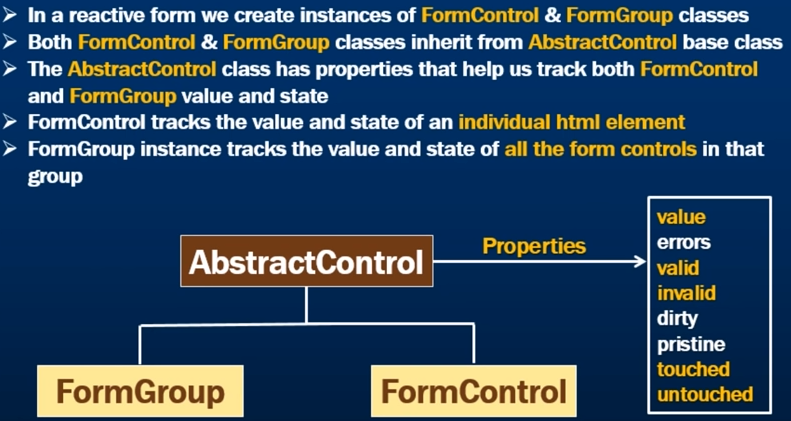 ➢ In a reactive form we create instances of FormControl & FormGroup classes
➢ Both FormControl & FormGroup classes inherit from AbstractControl base class
➢ The AbstractControl class has properties that help us track both FormControl
and FormGroup value and state
➢ FormControl tracks the value and state of an individual html element
➢ FormGroup instance tracks the value and state of all the form controls in that
group
AbstractControl
Properties
value
errors
valid
invalid
dirty
pristine
touched
untouched
FormGroup
FormControl